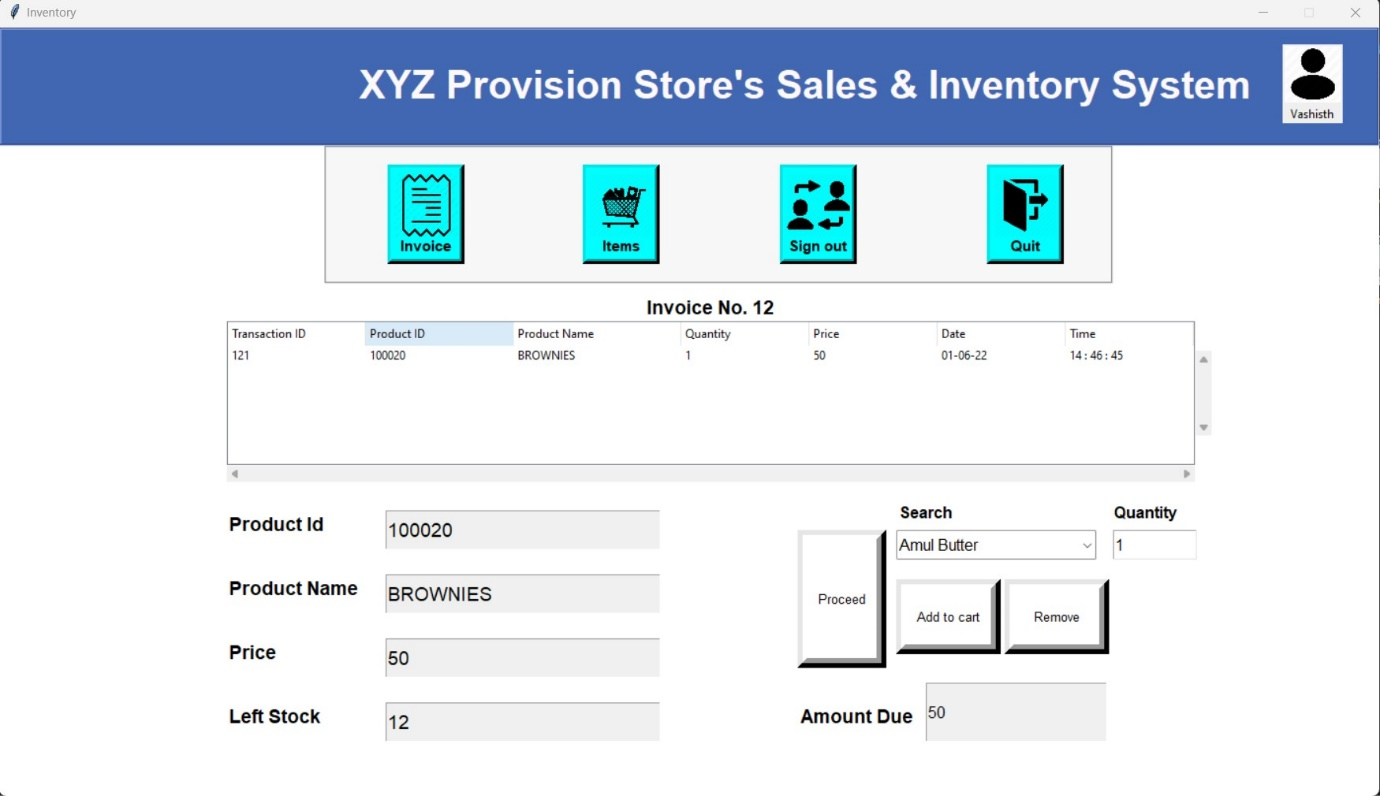 Inventory
XYZ Provision Store's Sales & Inventory System
Vashisth
Invoice Items Sign out Quit
Invoice No. 12
Transaction ID Product ID Product Name Quantity Price Date Time
121 100020 BROWNIES 1 50 01-06-22 14 : 46 : 45
Search Quantity
Product Id 100020
Amul Butter 1
Product Name BROWNIES
Proceed Add to cart Remove
Price 50
Left Stock 12
Amount Due 50